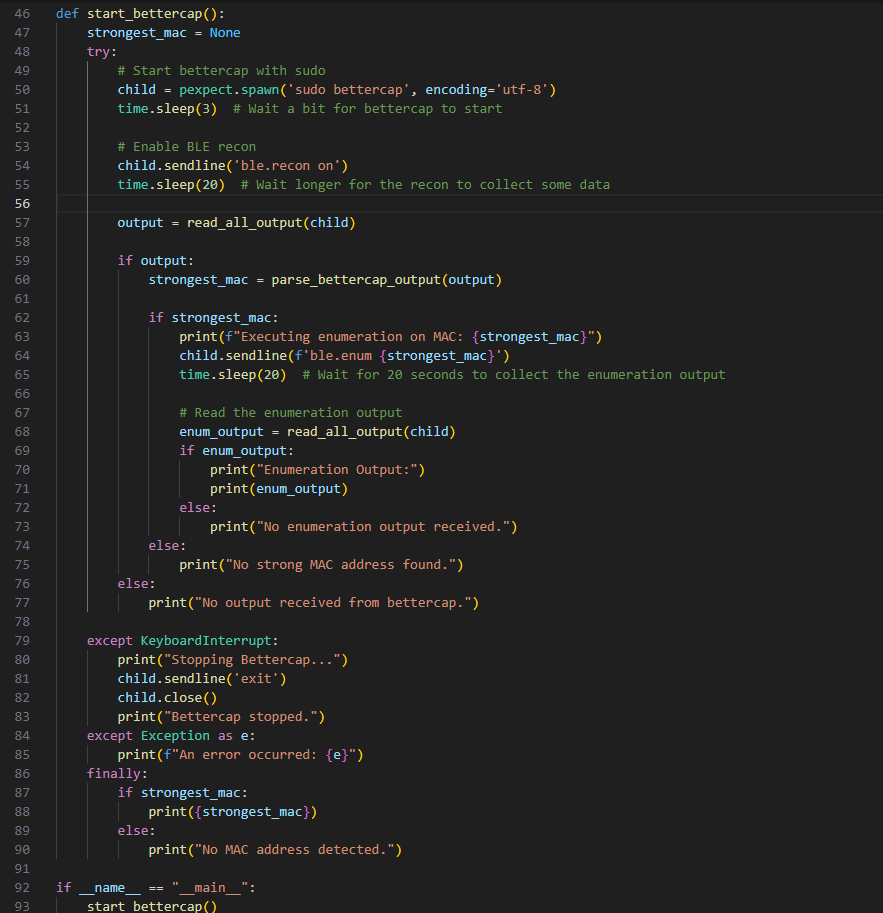 46 def start_bettercap():
47     strongest_mac = None
48     try:
49         # Start bettercap with sudo
50         child = pexpect.spawn('sudo bettercap', encoding='utf-8')
51         time.sleep(3)  # Wait a bit for bettercap to start
52
53         # Enable BLE recon
54         child.sendline('ble.recon on')
55         time.sleep(20)  # Wait longer for the recon to collect some data
56
57         output = read_all_output(child)
58
59         if output:
60             strongest_mac = parse_bettercap_output(output)
61
62             if strongest_mac:
63                 print(f"Executing enumeration on MAC: {strongest_mac}")
64                 child.sendline(f'ble.enum {strongest_mac}')
65                 time.sleep(20)  # Wait for 20 seconds to collect the enumeration output
66
67                 # Read the enumeration output
68                 enum_output = read_all_output(child)
69                 if enum_output:
70                     print("Enumeration Output:")
71                     print(enum_output)
72                 else:
73                     print("No enumeration output received.")
74             else:
75                 print("No strong MAC address found.")
76         else:
77             print("No output received from bettercap.")
78
79     except KeyboardInterrupt:
80         print("Stopping Bettercap...")
81         child.sendline('exit')
82         child.close()
83         print("Bettercap stopped.")
84     except Exception as e:
85         print(f"An error occurred: {e}")
86     finally:
87         if strongest_mac:
88             print({strongest_mac})
89         else:
90             print("No MAC address detected.")
91
92 if __name__ == "__main__":
93     start_bettercap()